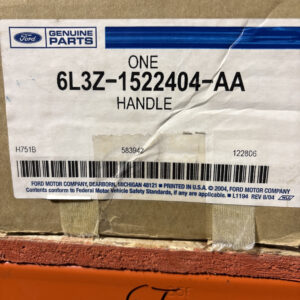 Ford GENUINE
PARTS
ONE
6L3Z-1522404-AA
HANDLE
H751B 583942 122806
FORD MOTOR COMPANY, DEARBORN, MICHIGAN 48121 ■ PRINTED IN U.S.A. © 2004, FORD MOTOR COMPANY
Contents conform to Federal Motor Vehicle Safety Standards, if any are applicable. ■ L1194 REV 8/04